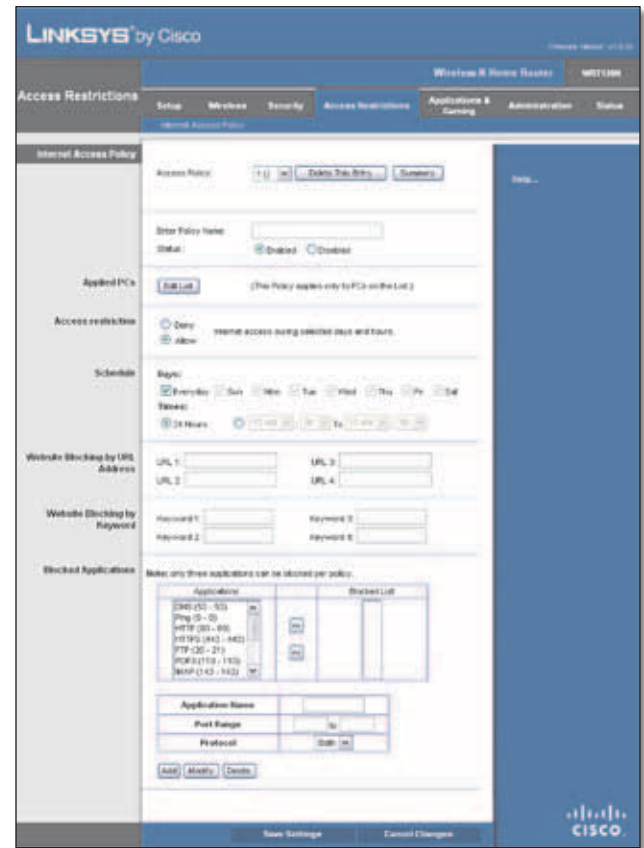 LINKSYS® by Cisco
Wireless-N Home Router
Access Restrictions
Setup Wireless Security Access Restrictions Applications & Gaming Administration Status
Internet Access Policy
Internet Access Policy
Access Policy: Delete This Entry Summary
Help...
Enter Policy Name:
Status: Enabled Disabled
Applied PCs
Edit List (This Policy applies only to PCs on the List.)
Access restriction
Deny
Allow
Internet access during selected days and hours.
Schedule
Days:
Everyday Sun Mon Tue Wed Thu Fri Sat
Times:
24 Hours to
Website Blocking by URL Address
URL 1: URL 3:
URL 2: URL 4:
Website Blocking by Keyword
Keyword 1: Keyword 3:
Keyword 2: Keyword 4:
Blocked Applications
Note: only three applications can be blocked per policy.
Applications Blocked List
DNS (53 - 53)
Ping (0 - 0)
HTTP (80 - 80)
HTTPS (443 - 443)
FTP (20 - 21)
POP3 (110 - 110)
IMAP (143 - 143)
Application Name
Port Range to
Protocol Both
Add Modify Delete
Save Settings Cancel Changes
CISCO